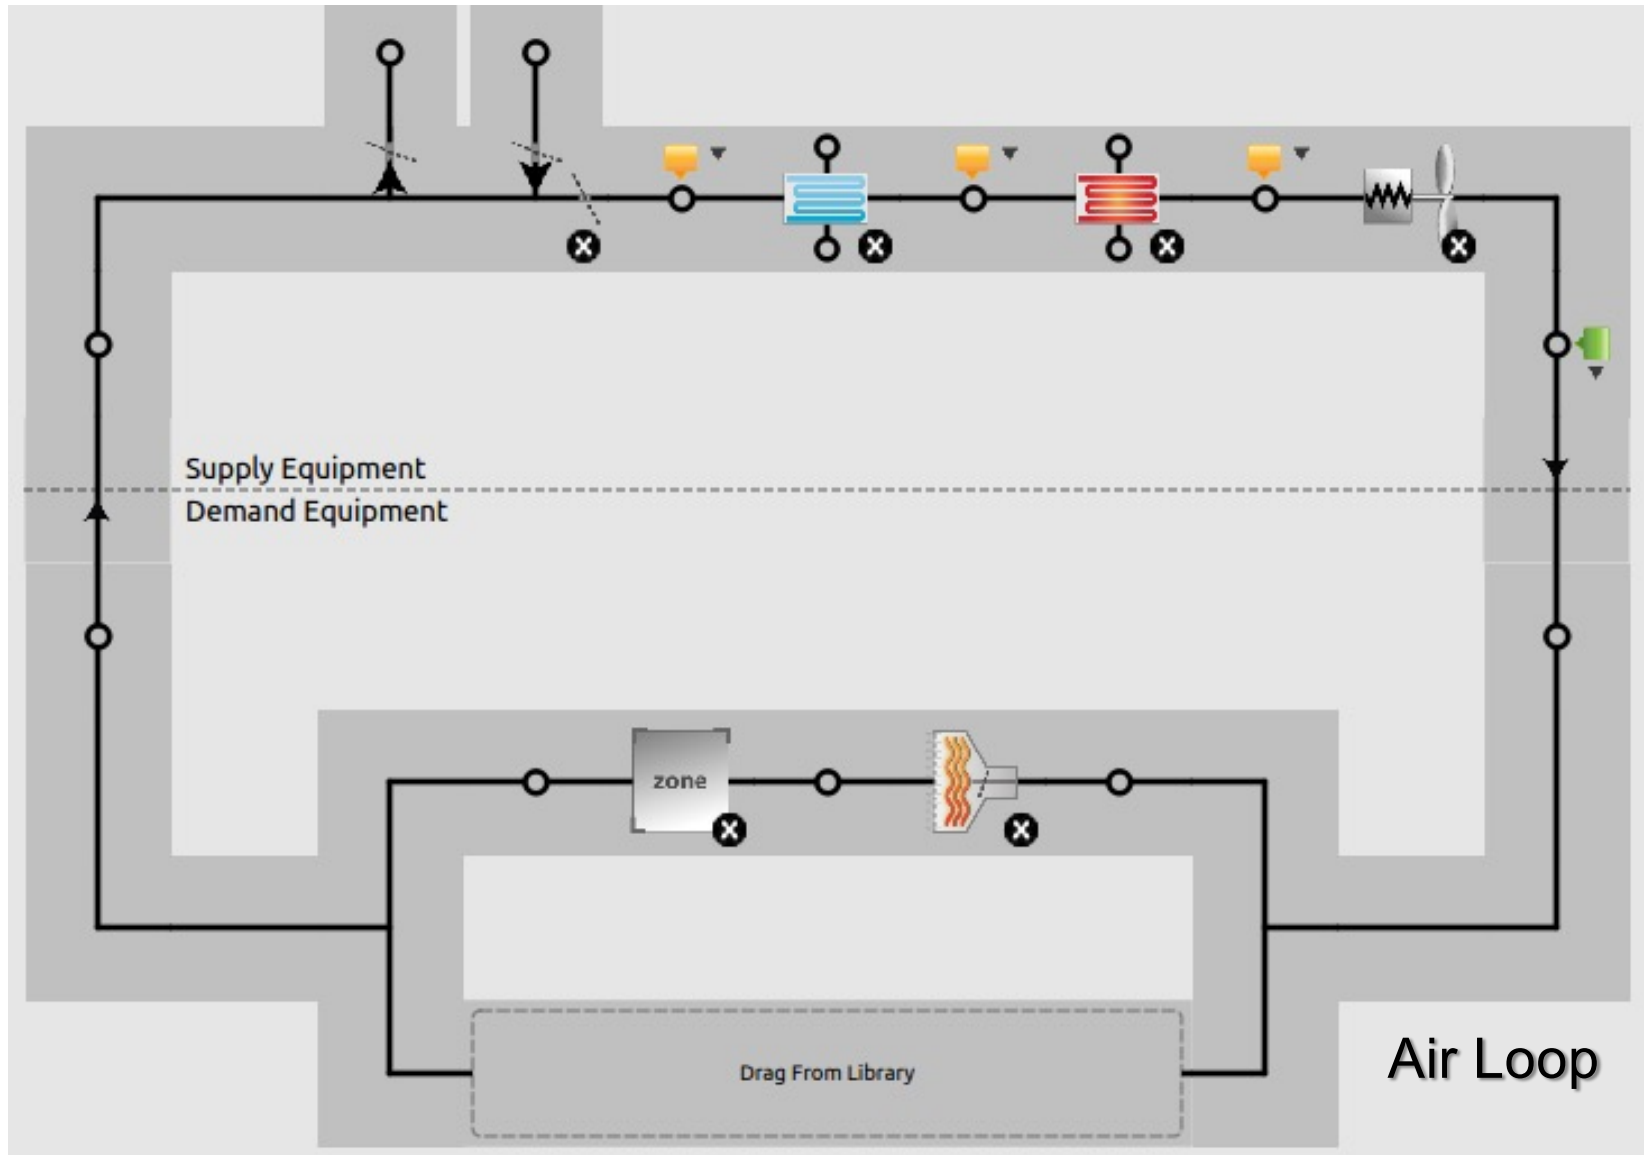 Supply Equipment
Demand Equipment
zone
Drag From Library
Air Loop